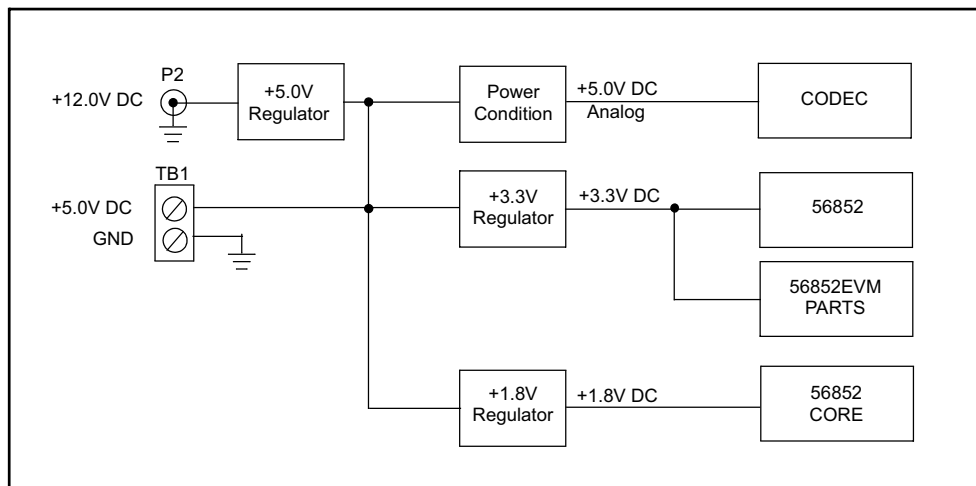 P2
+12.0V DC
+5.0V
Regulator
Power
Condition
+5.0V DC
Analog
CODEC
TB1
+5.0V DC
GND
+3.3V
Regulator
+3.3V DC
56852
56852EVM
PARTS
+1.8V
Regulator
+1.8V DC
56852
CORE